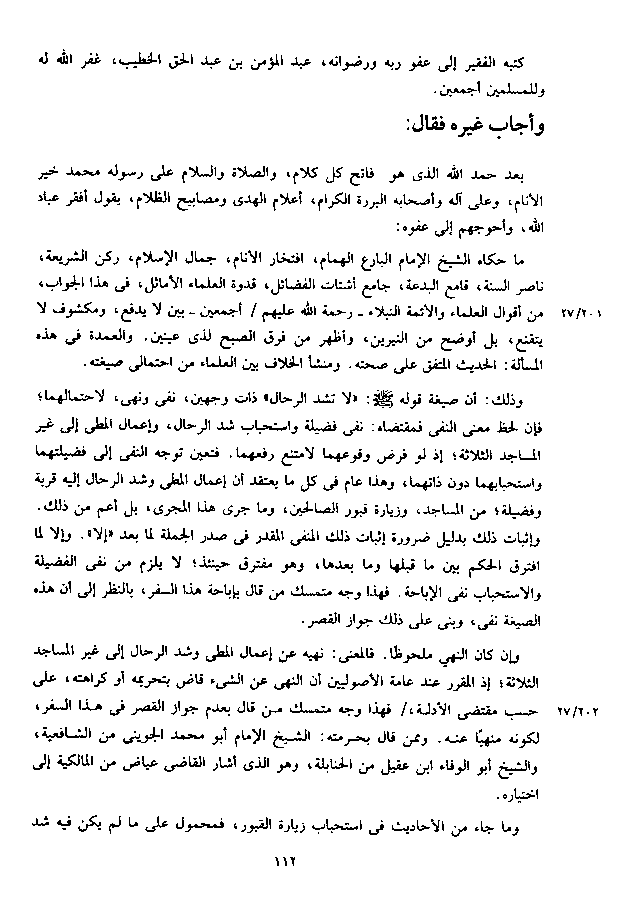 كتبه الفقير إلى عفو ربه ورضوانه، عبد المؤمن بن عبد الحق الخطيب، غفر الله له
وللمسلمين أجمعين.
وأجاب غيره فقال:
بعد حمد الله الذى هو فاتح كل كلام، والصلاة والسلام على رسوله محمد خير
الأنام، وعلى آله وأصحابه البررة الكرام، أعلام الهدى ومصابيح الظلام، يقول أفقر عباد
الله، وأحوجهم إلى عفوه:
ما حكاه الشيخ الإمام البارع الهمام، افتخار الأنام، جمال الإسلام، ركن الشريعة،
ناصر السنة، قامع البدعة، جامع أشتات الفضائل، قدوة العلماء الأماثل، فى هذا الجواب،
من أقوال العلماء والأئمة النبلاء ـ رحمة الله عليهم / أجمعين ـ بين لا يدفع، ومكشوف لا ٢٧/٢٠١
يتقنع، بل أوضح من النيرين، وأظهر من فرق الصبح لذى عينين. والعمدة فى هذه
المسألة: الحديث المتفق على صحته. ومنشأ الخلاف بين العلماء من احتمالى صيغته.
وذلك: أن صيغة قوله ﷺ: «لا تشد الرحال» ذات وجهين، نفى ونهى، لاحتمالهما؛
فإن لحظ معنى النفى فمقتضاه: نفى فضيلة واستحباب شد الرحال، وإعمال المطى إلى غير
المساجد الثلاثة؛ إذ لو فرض وقوعهما لامتنع رفعهما. فتعين توجه النفى إلى فضيلتهما
واستحبابهما دون ذاتهما، وهذا عام فى كل ما يعتقد أن إعمال المطى وشد الرحال إليه قربة
وفضيلة؛ من المساجد، وزيارة قبور الصالحين، وما جرى هذا المجرى، بل أعم من ذلك.
وإثبات ذلك بدليل ضرورة إثبات ذلك المنفى المقدر فى صدر الجملة لما بعد «إلا». وإلا لما
افترق الحكم بين ما قبلها وما بعدها، وهو مفترق حينئذ؛ لا يلزم من نفى الفضيلة
والاستحباب نفى الإباحة. فهذا وجه متمسك من قال بإباحة هذا السفر، بالنظر إلى أن هذه
الصيغة نفى، وبنى على ذلك جواز القصر.
وإن كان النهي ملحوظًا. فالمعنى: نهيه عن إعمال المطى وشد الرحال إلى غير المساجد
الثلاثة؛ إذ المقرر عند عامة الأصوليين أن النهى عن الشىء قاض بتحريمه أو كراهته، على
حسب مقتضى الأدلة،/ فهذا وجه متمسك من قال بعدم جواز القصر فى هذا السفر، ٢٧/٢٠٢
لكونه منهيًا عنه. وممن قال بحرمته: الشيخ الإمام أبو محمد الجويني من الشافعية،
والشيخ أبو الوفاء ابن عقيل من الحنابلة، وهو الذى أشار القاضى عياض من المالكية إلى
اختياره.
وما جاء من الأحاديث فى استحباب زيارة القبور، فمحمول على ما لم يكن فيه شد
١١٢